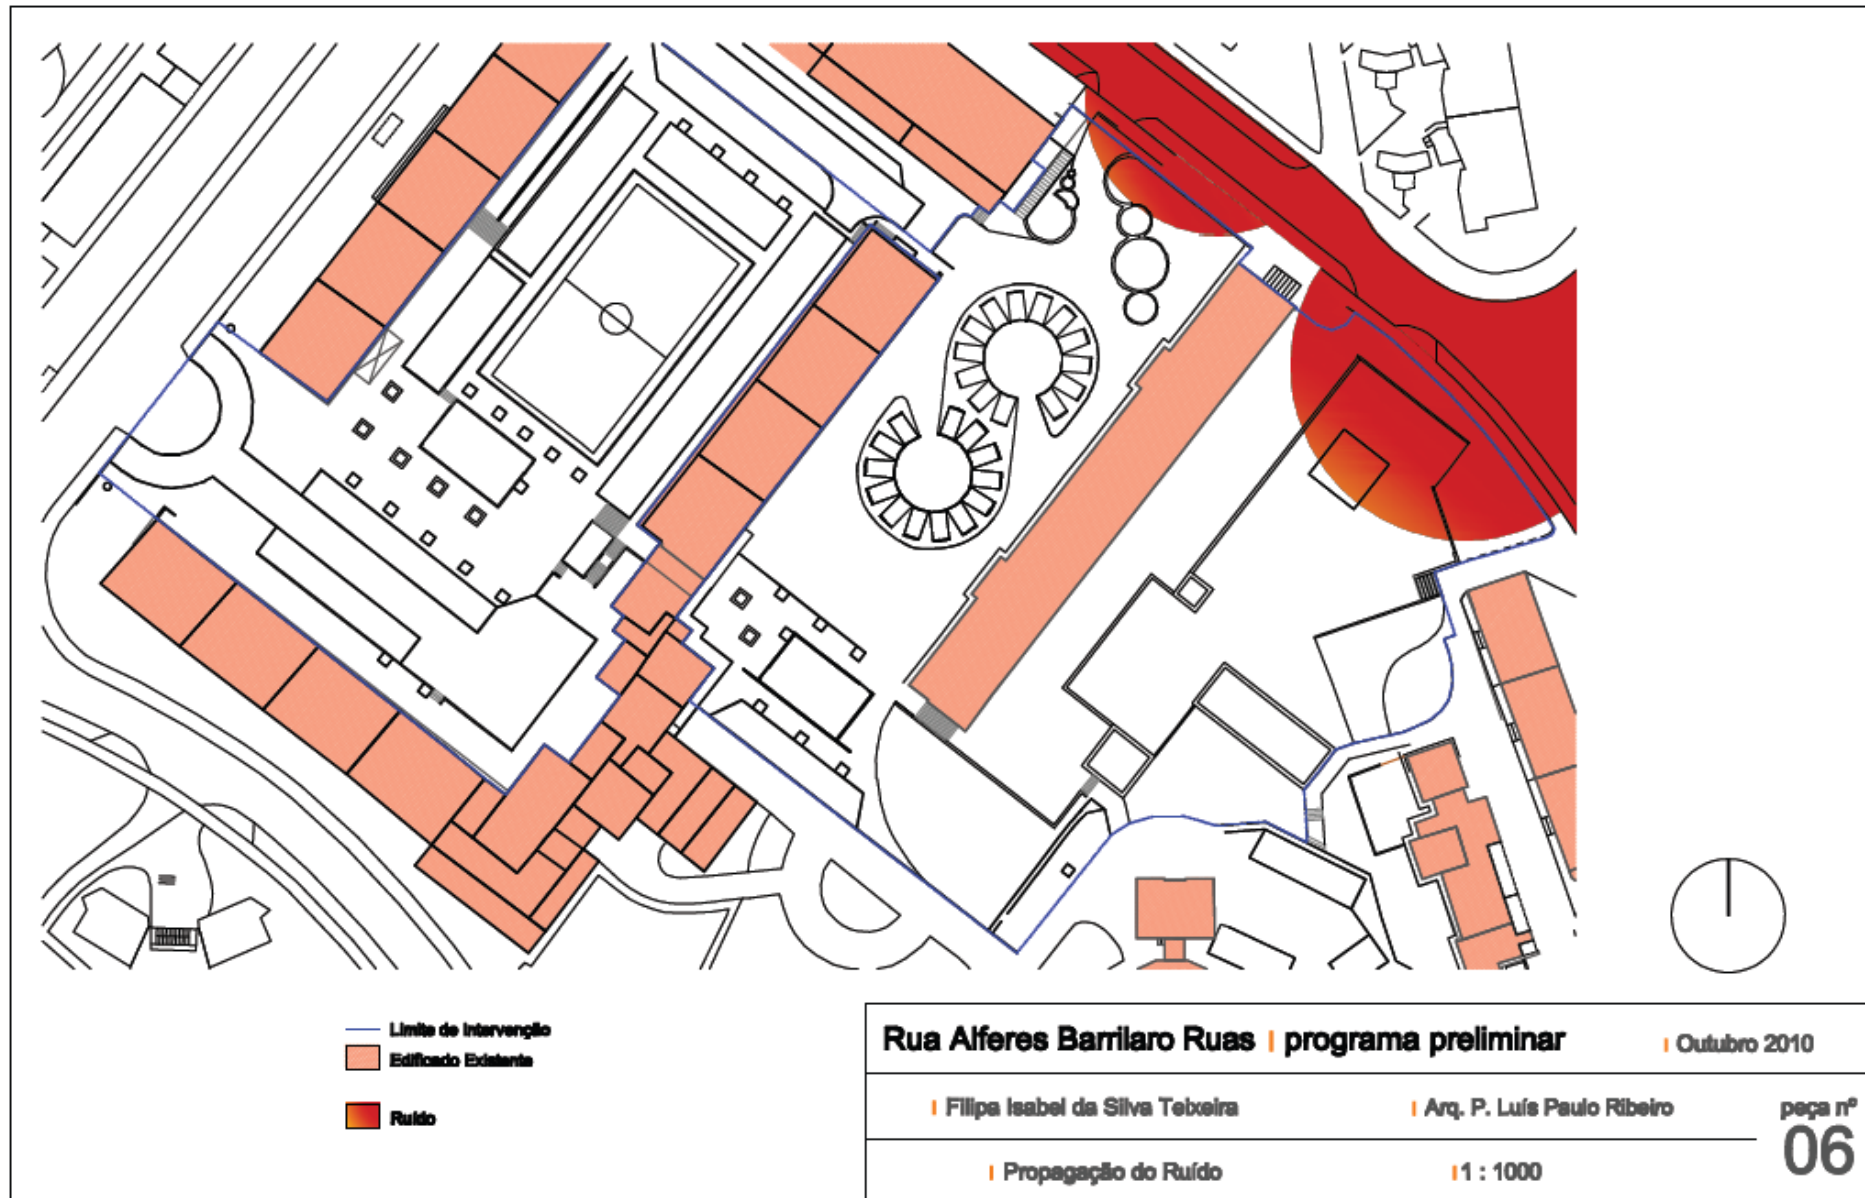 Limite de Intervenção
Edificado Existente
Ruído
Rua Alferes Barrilaro Ruas | programa preliminar | Outubro 2010
| Filipa Isabel da Silva Teixeira | Arq. P. Luís Paulo Ribeiro peça nº
06
| Propagação do Ruído | 1 : 1000